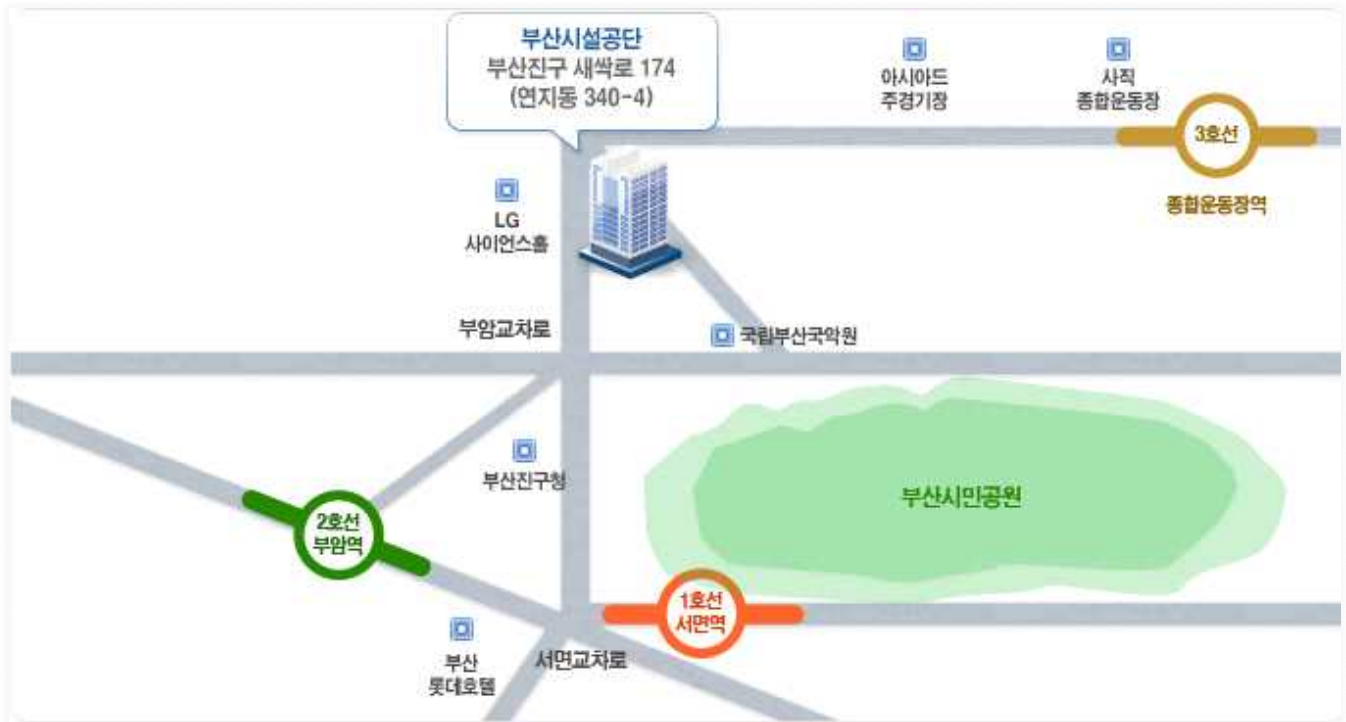 부산시설공단
부산진구 새싹로 174
(연지동 340-4)
아시아드
주경기장
사직
종합운동장
3호선
종합운동장역
LG
사이언스홀
부암교차로
국립부산국악원
부산진구청
부산시민공원
2호선
부암역
1호선
서면역
부산
롯데호텔
서면교차로